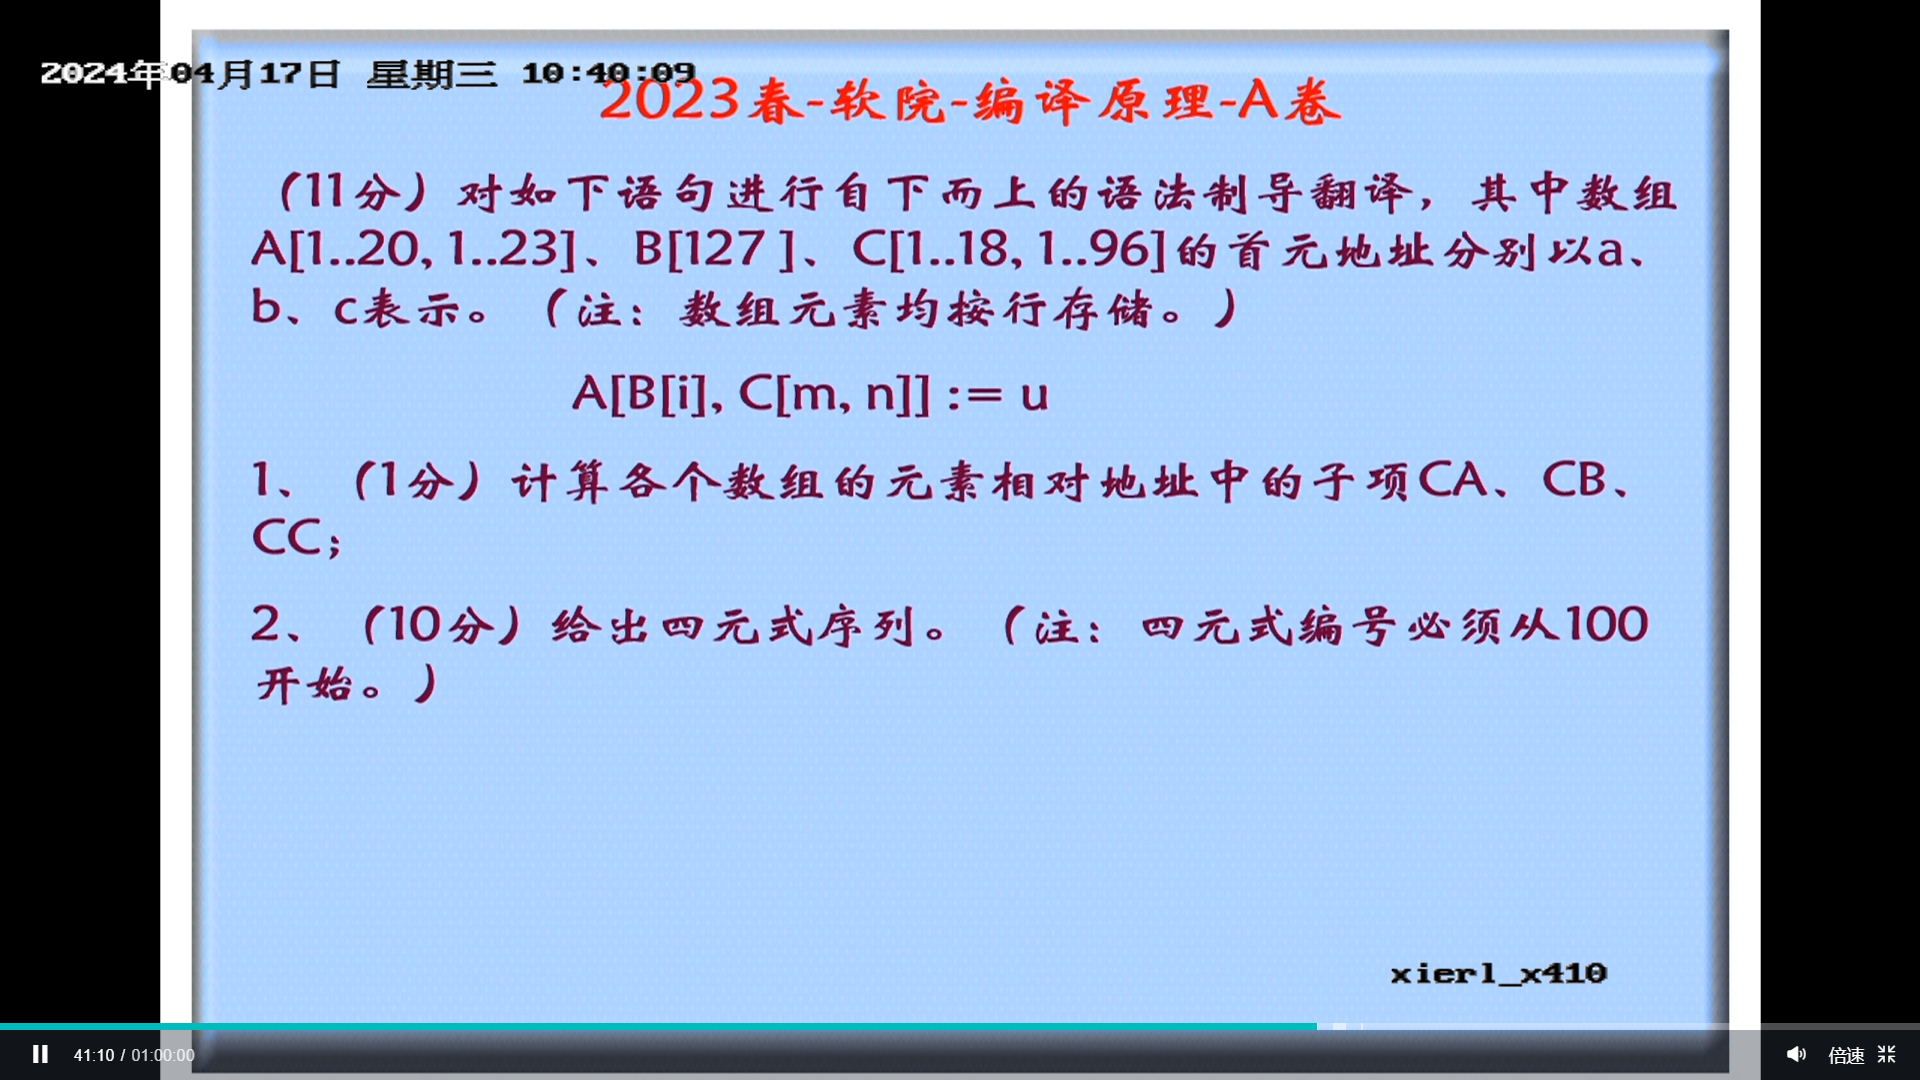 2024年04月17日 星期三 10:40:09
2023春-软院-编译原理-A卷
（11分）对如下语句进行自下而上的语法制导翻译，其中数组
A[1..20, 1..23]、B[127 ]、C[1..18, 1..96]的首元地址分别以a、
b、c表示。（注：数组元素均按行存储。）
A[B[i], C[m, n]] := u
1、（1分）计算各个数组的元素相对地址中的子项CA、CB、
CC；
2、（10分）给出四元式序列。（注：四元式编号必须从100
开始。）
xierl_x410
41:10 / 01:00:00
倍速